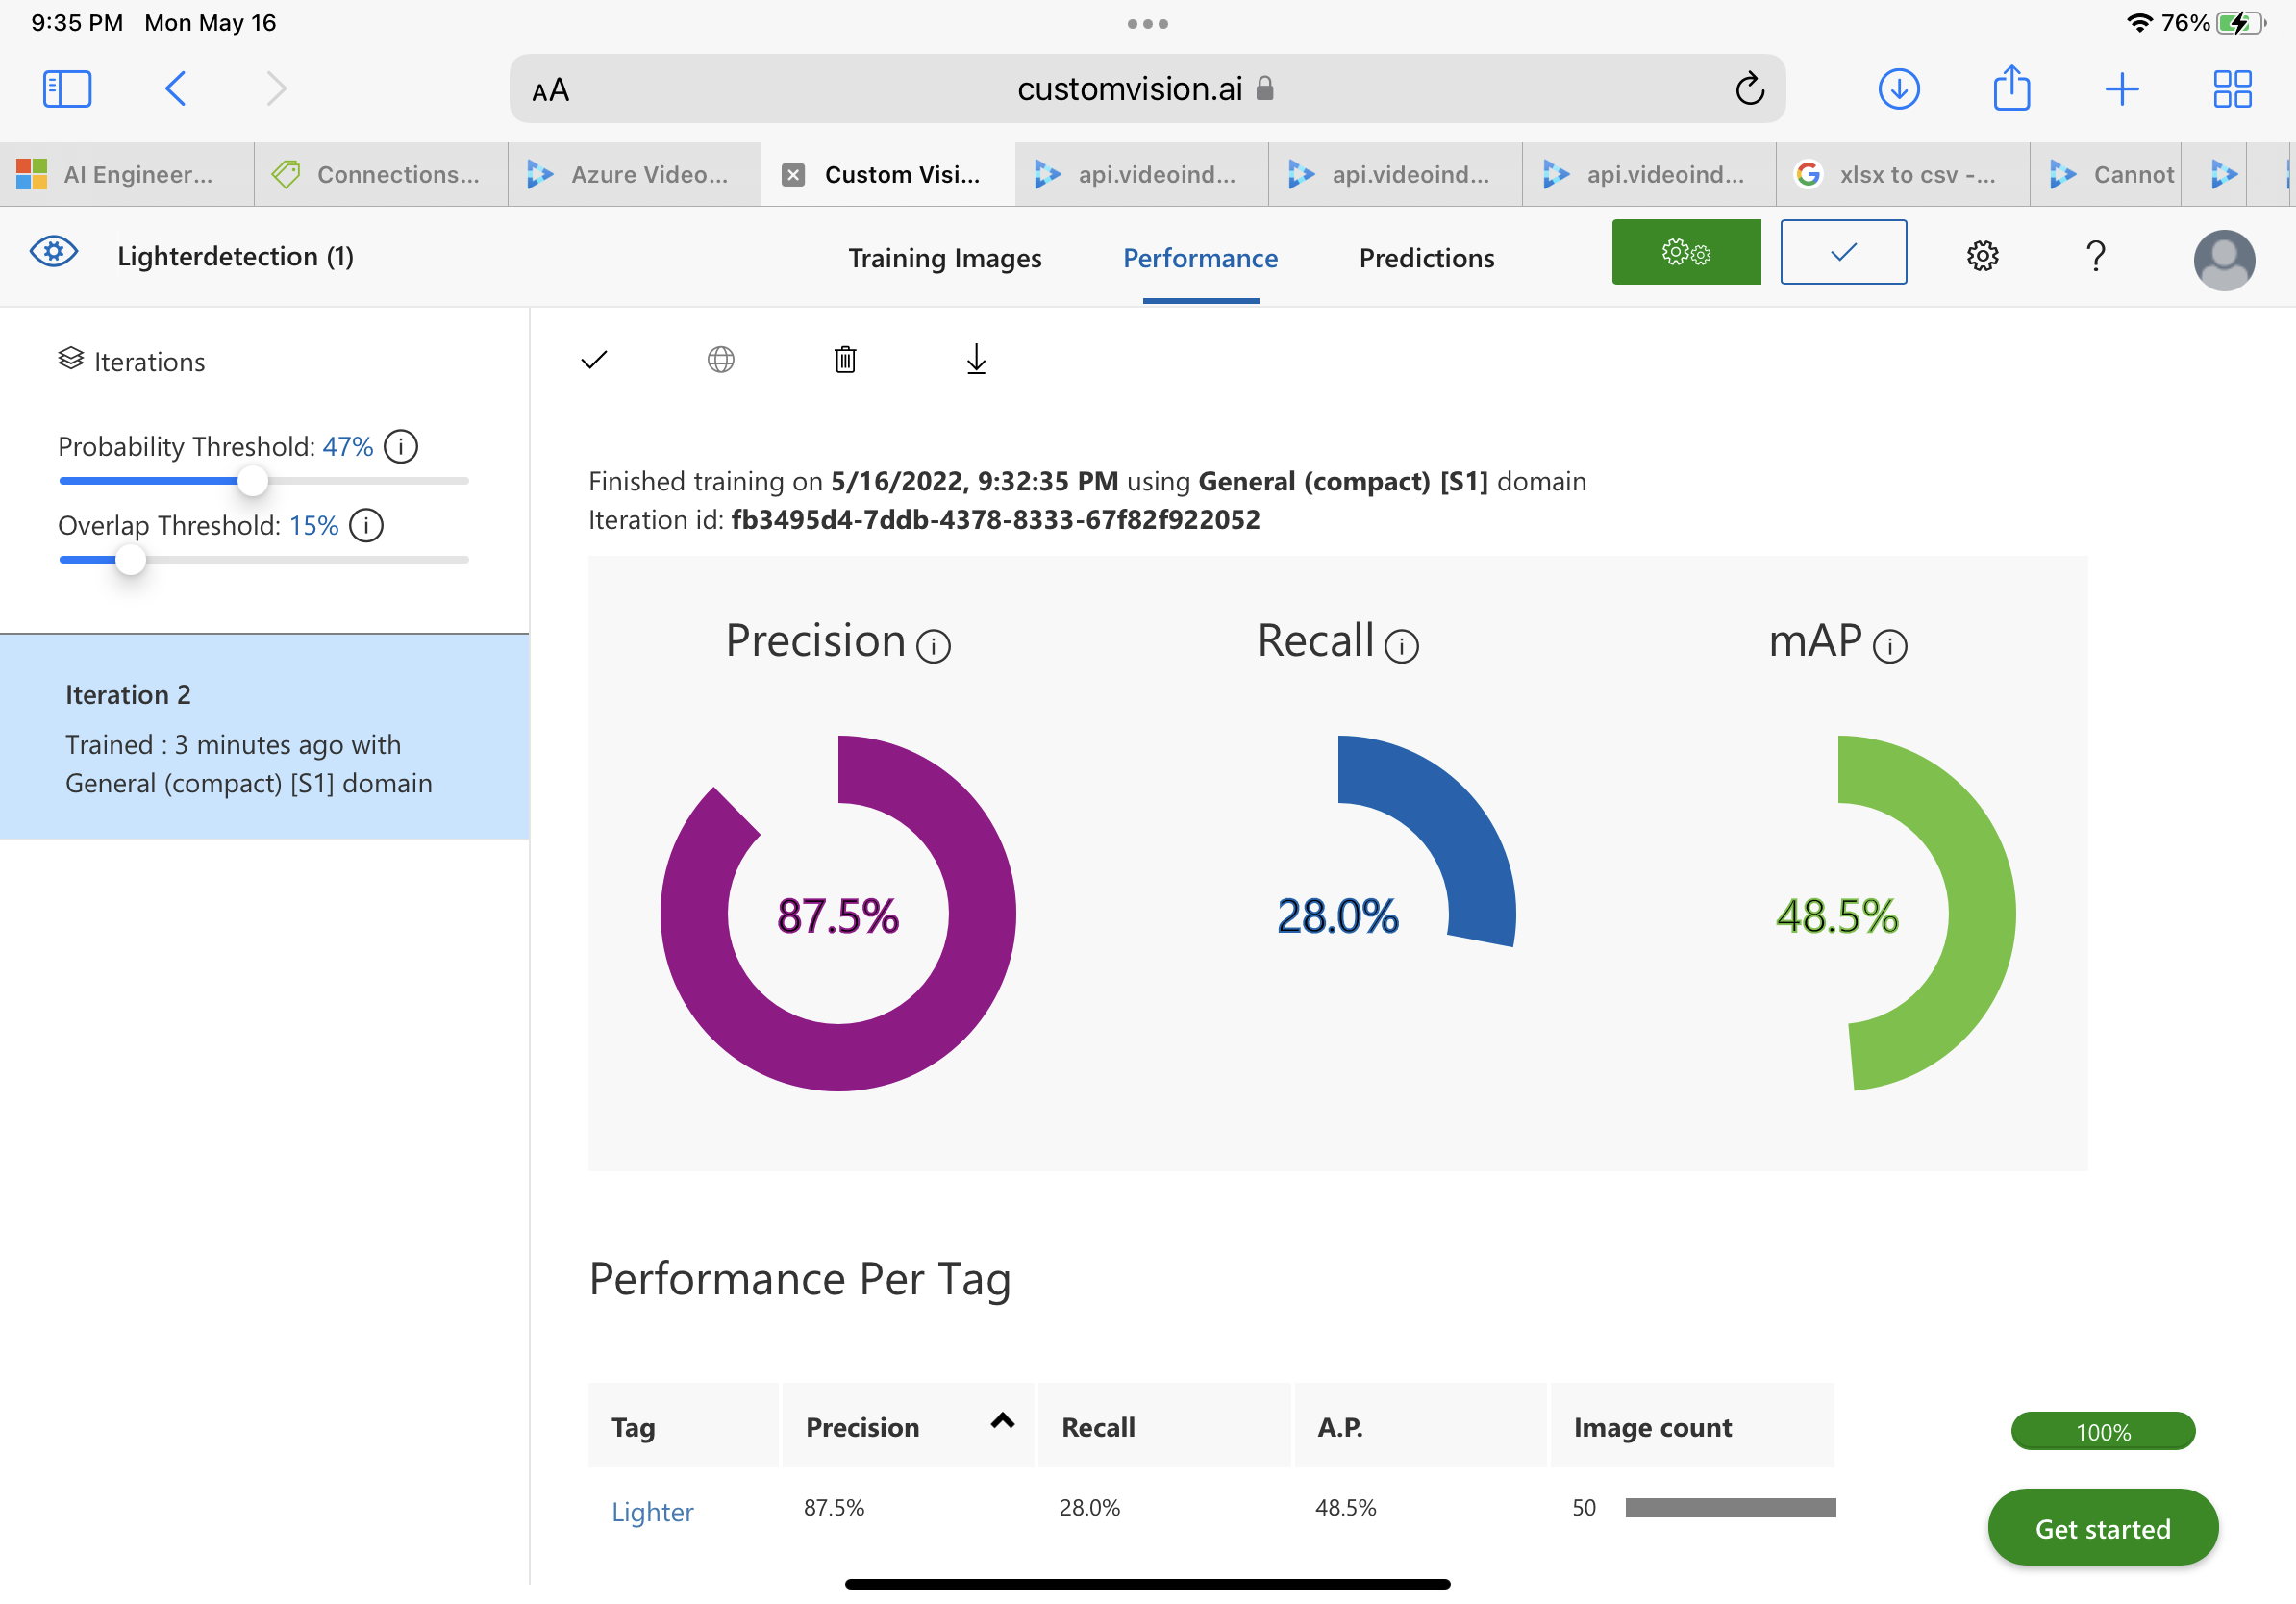 9:35 PM Mon May 16
76%
AA
customvision.ai
AI Engineer...
Connections...
Azure Video...
Custom Visi...
api.videoind...
api.videoind...
api.videoind...
xlsx to csv -...
Cannot
Lighterdetection (1)
Training Images
Performance
Predictions
?
Iterations
Probability Threshold: 47%
Overlap Threshold: 15%
Iteration 2
Trained : 3 minutes ago with
General (compact) [S1] domain
Finished training on 5/16/2022, 9:32:35 PM using General (compact) [S1] domain
Iteration id: fb3495d4-7ddb-4378-8333-67f82f922052
Precision
Recall
mAP
87.5%
28.0%
48.5%
Performance Per Tag
Tag Precision Recall A.P. Image count
Lighter 87.5% 28.0% 48.5% 50
100%
Get started